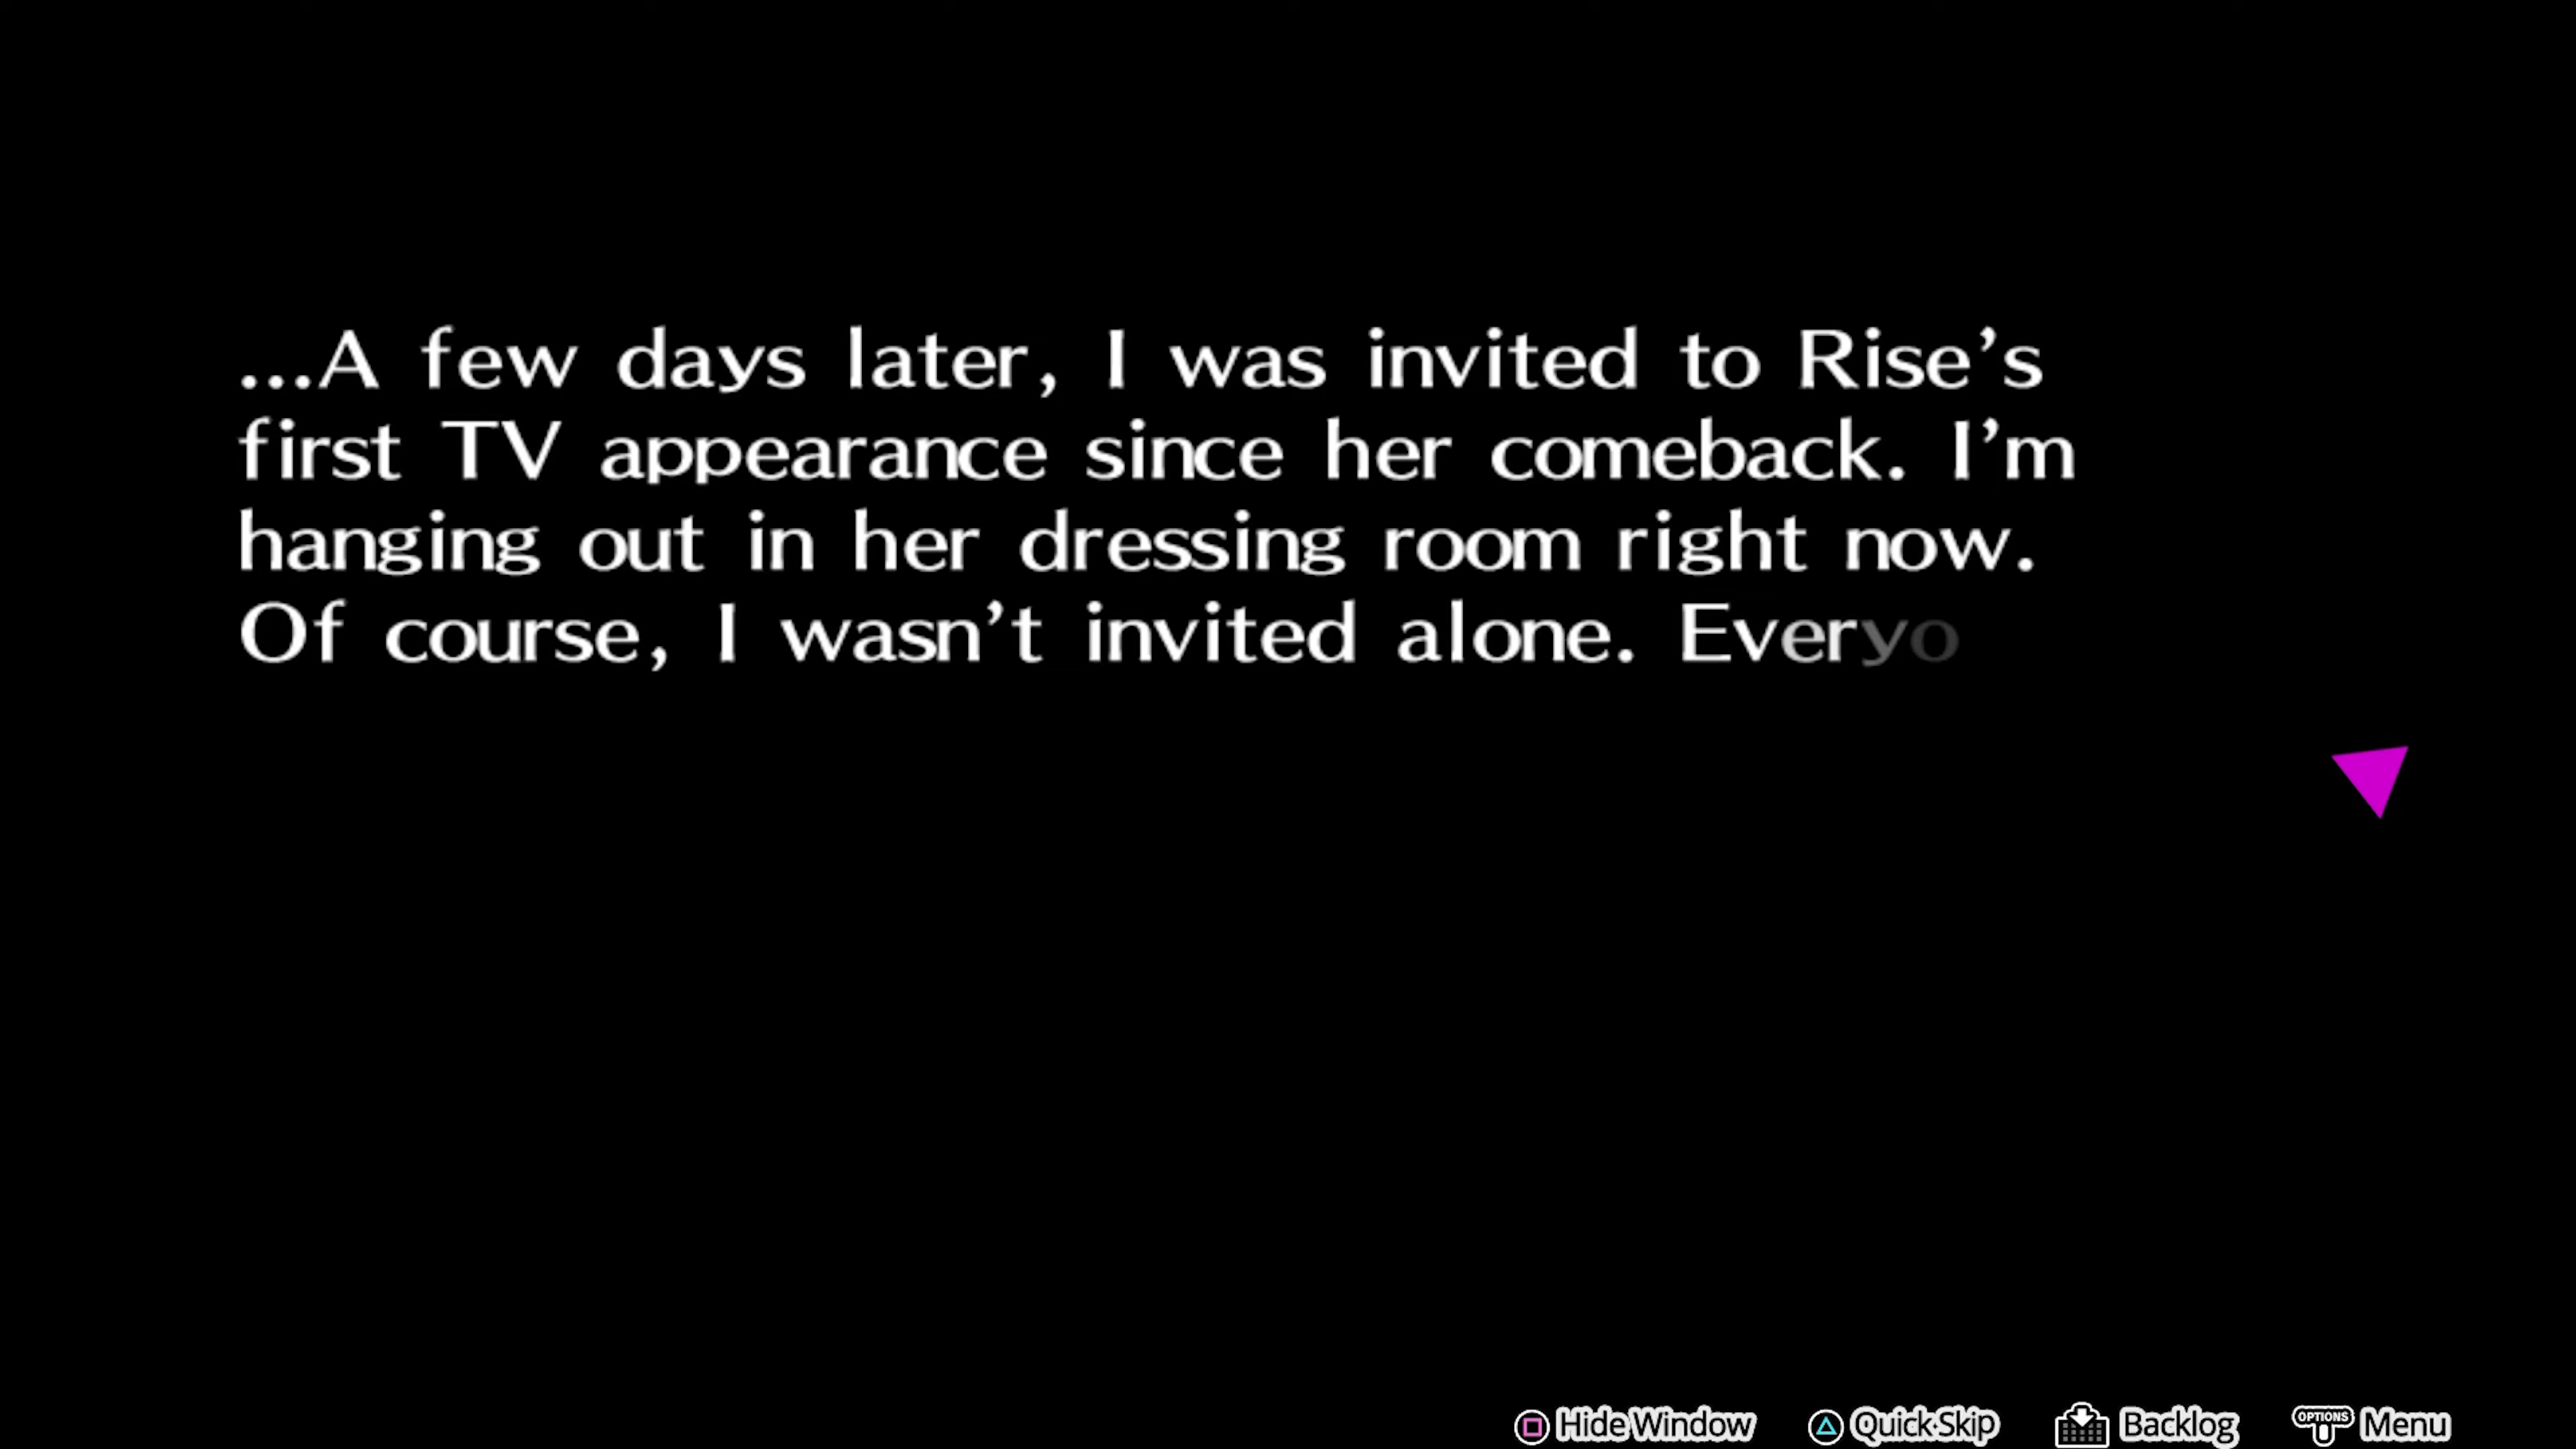 ...A few days later, I was invited to Rise's
first TV appearance since her comeback. I'm
hanging out in her dressing room right now.
Of course, I wasn't invited alone. Everyo
Hide Window Quick Skip Backlog OPTIONS Menu